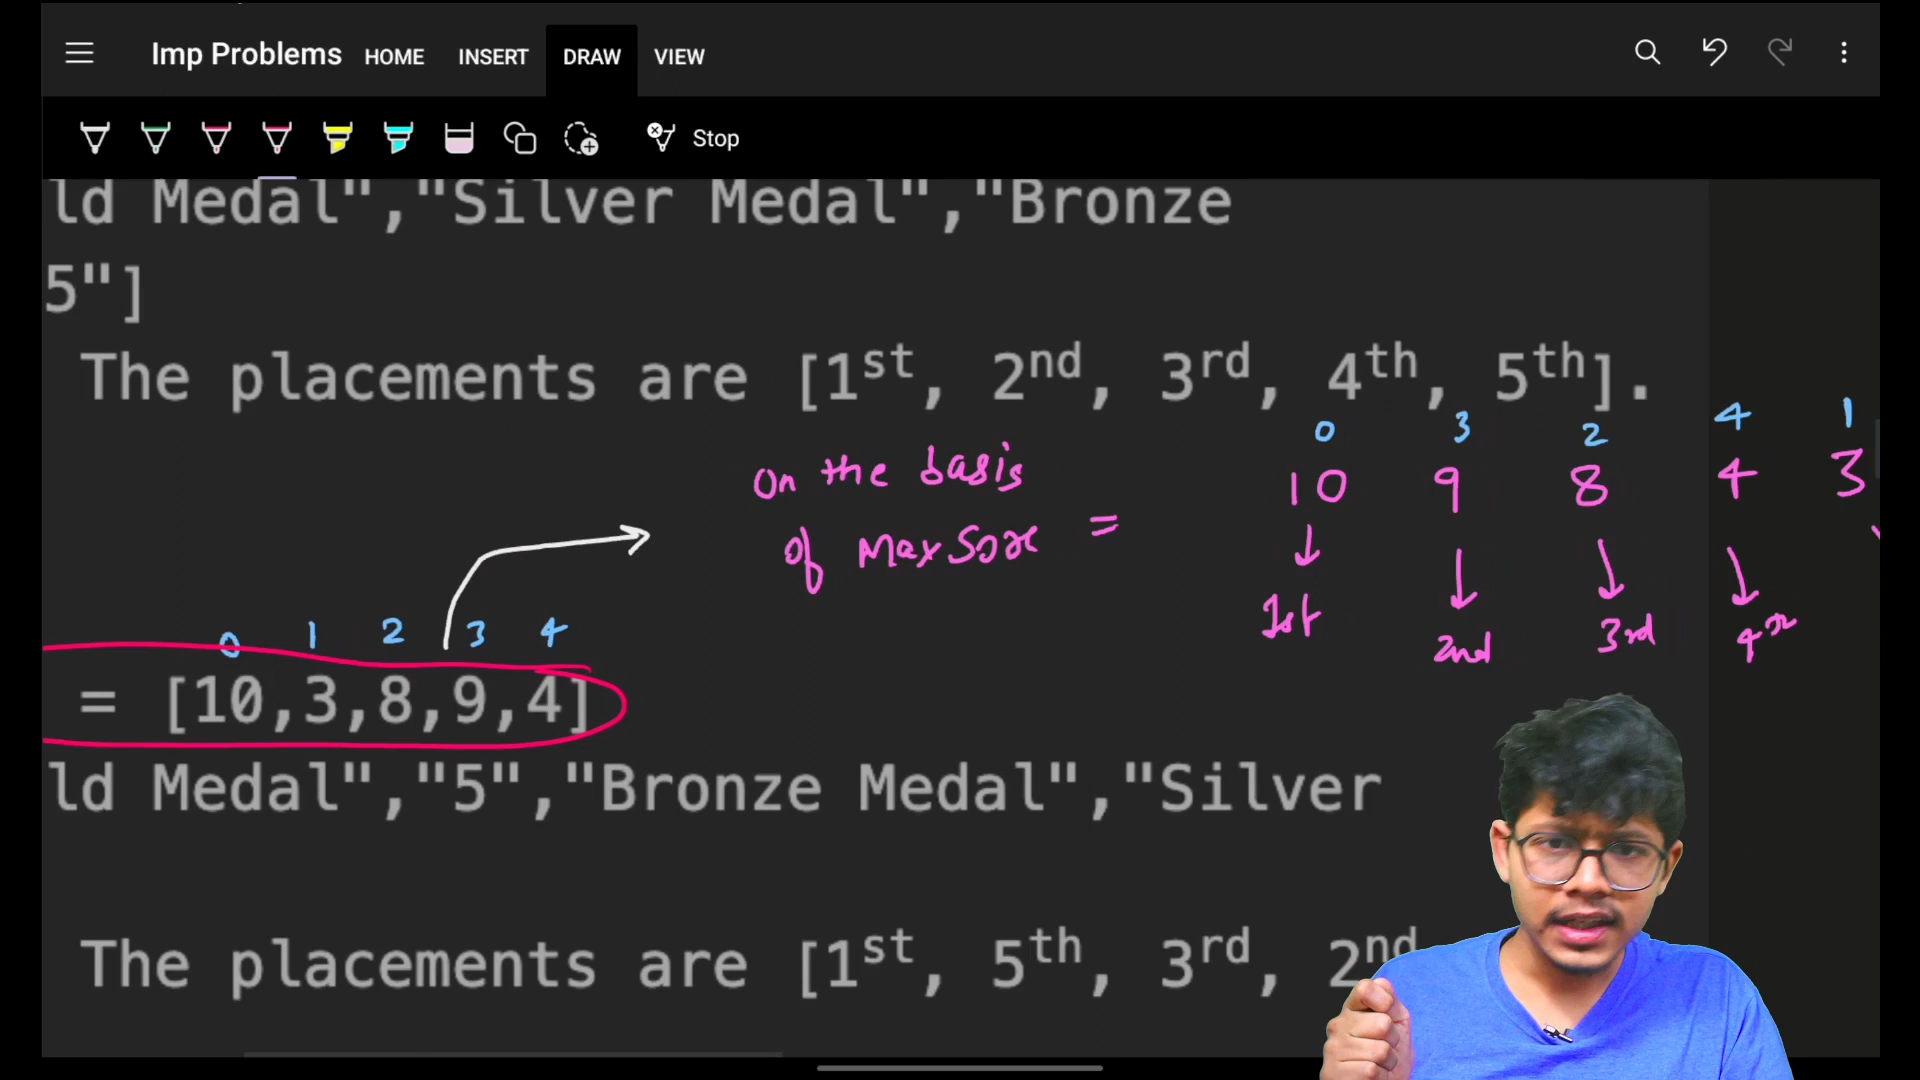 Imp Problems HOME INSERT DRAW VIEW
Stop
ld Medal","Silver Medal","Bronze
5"]
The placements are [1st, 2nd, 3rd, 4th, 5th].
0 3 2 4 1
on the basis 10 9 8 4 3
of Max Sore =
1st 2nd 3rd 4th
0 1 2 3 4
= [10,3,8,9,4]
ld Medal","5","Bronze Medal","Silver
The placements are [1st, 5th, 3rd, 2nd